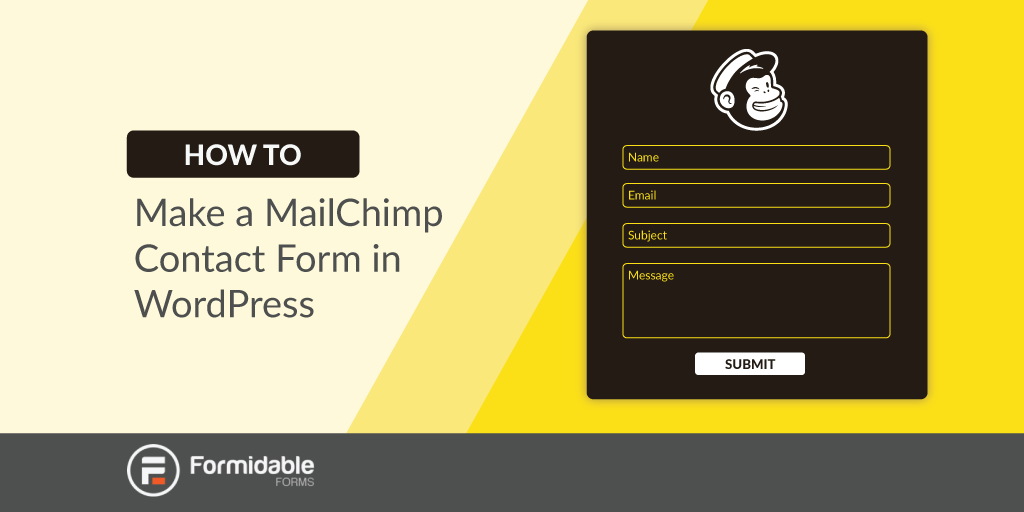 HOW TO
Make a MailChimp
Contact Form in
WordPress
Name
Email
Subject
Message
SUBMIT
Formidable
FORMS